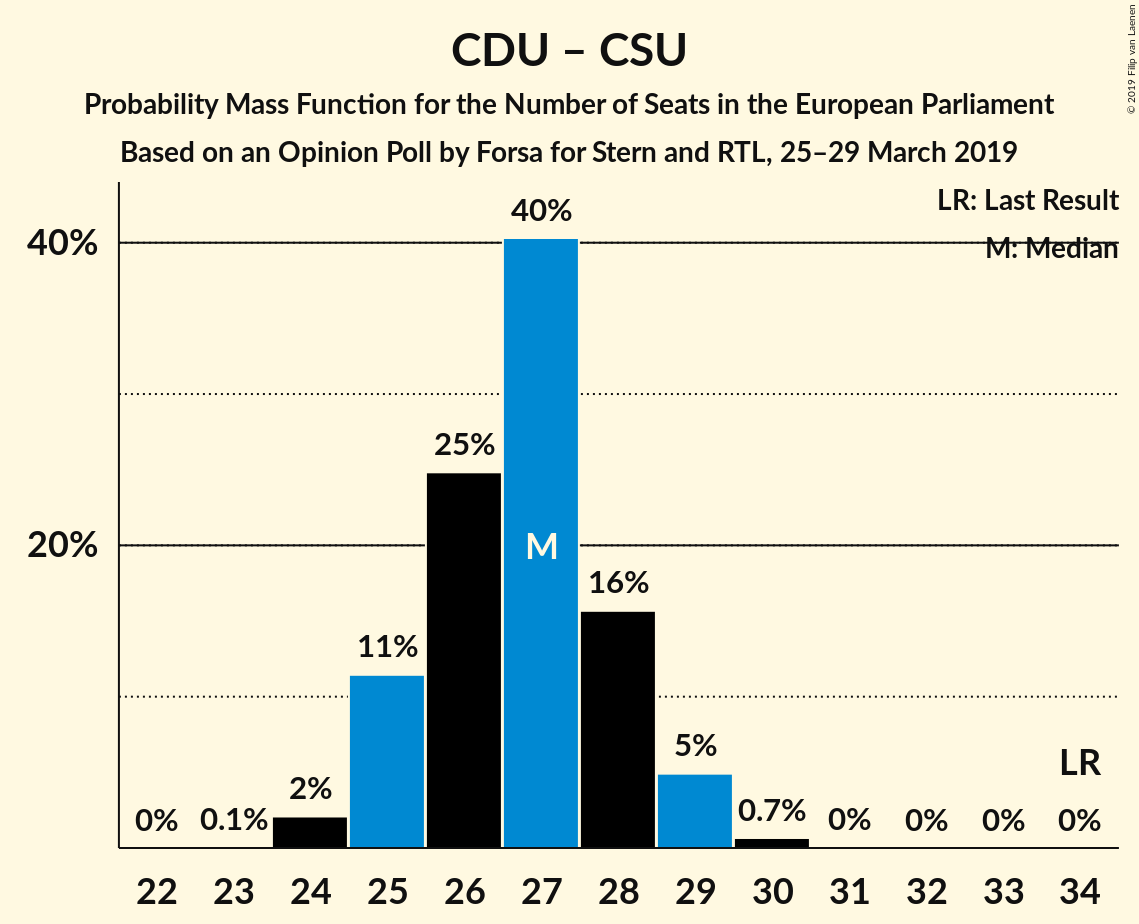 CDU – CSU
Probability Mass Function for the Number of Seats in the European Parliament
Based on an Opinion Poll by Forsa for Stern and RTL, 25–29 March 2019
© 2019 Filip van Laenen
LR: Last Result
M: Median
40%
20%
0%
0.1%
2%
11%
25%
40%
M
16%
5%
0.7%
0%
0%
0%
LR
0%
22 23 24 25 26 27 28 29 30 31 32 33 34